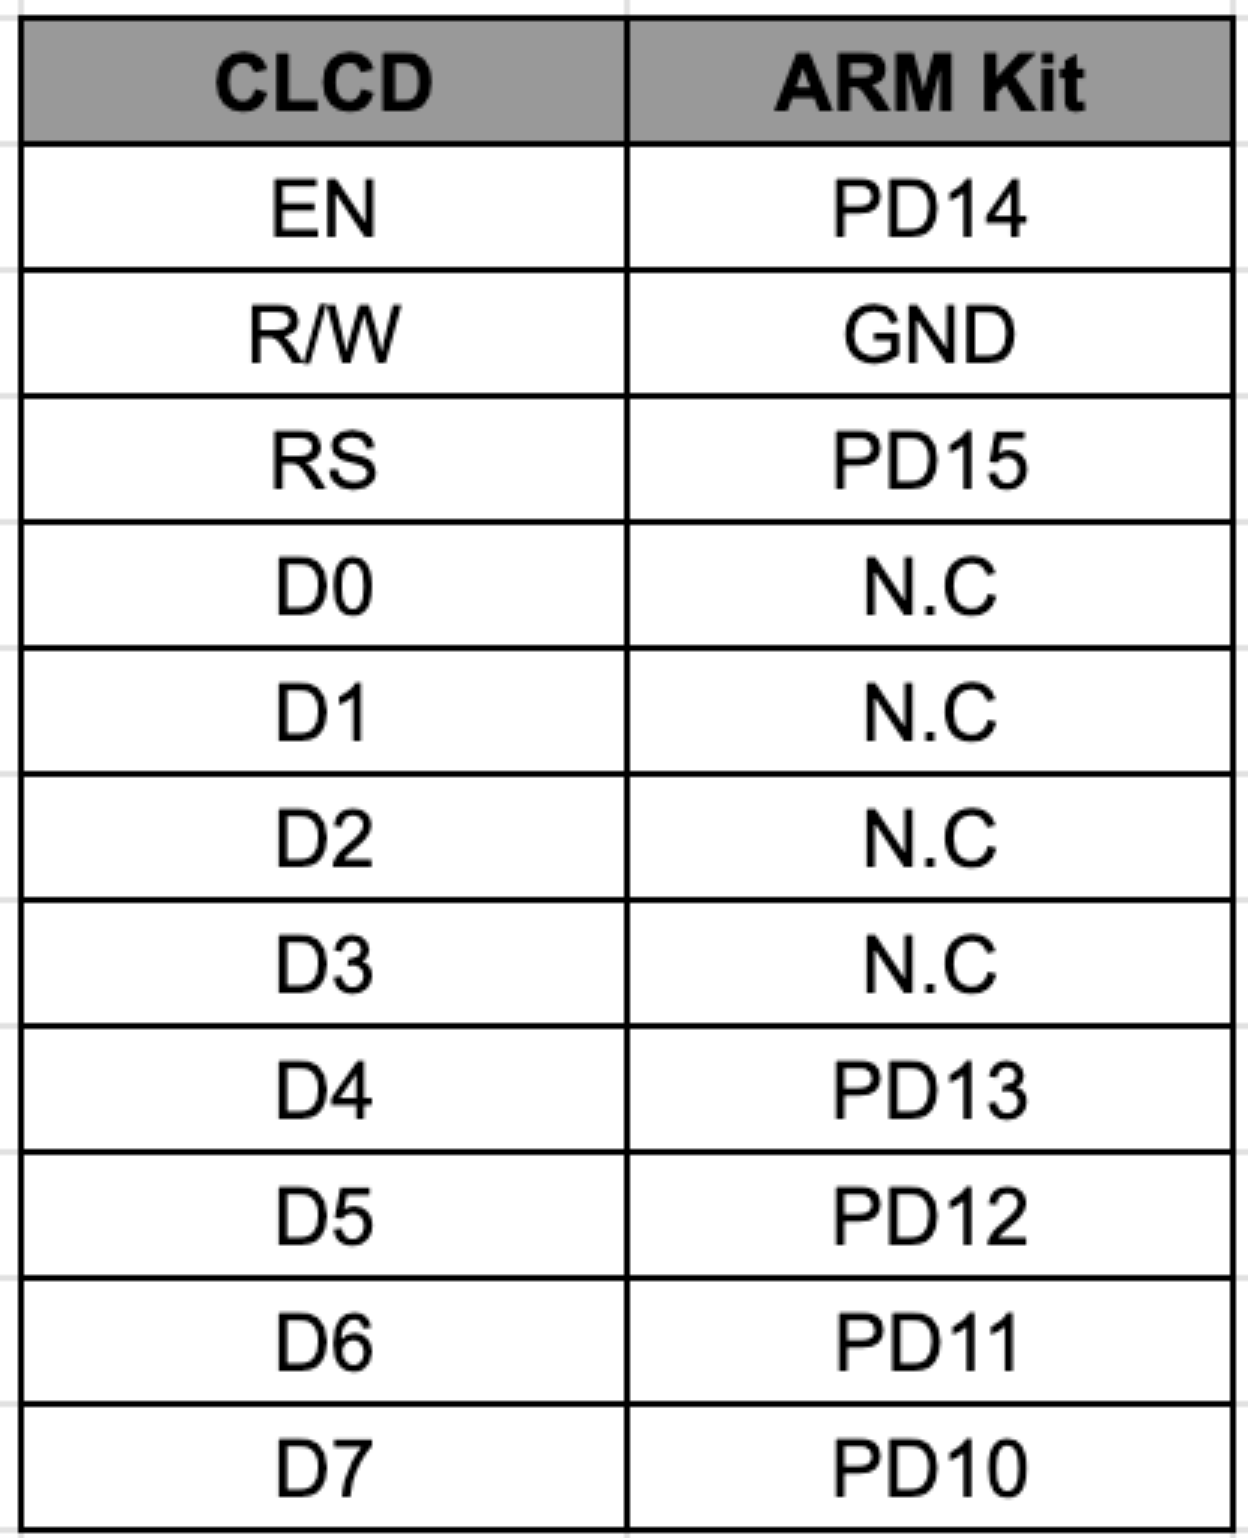 CLCD ARM Kit
EN PD14
R/W GND
RS PD15
D0 N.C
D1 N.C
D2 N.C
D3 N.C
D4 PD13
D5 PD12
D6 PD11
D7 PD10